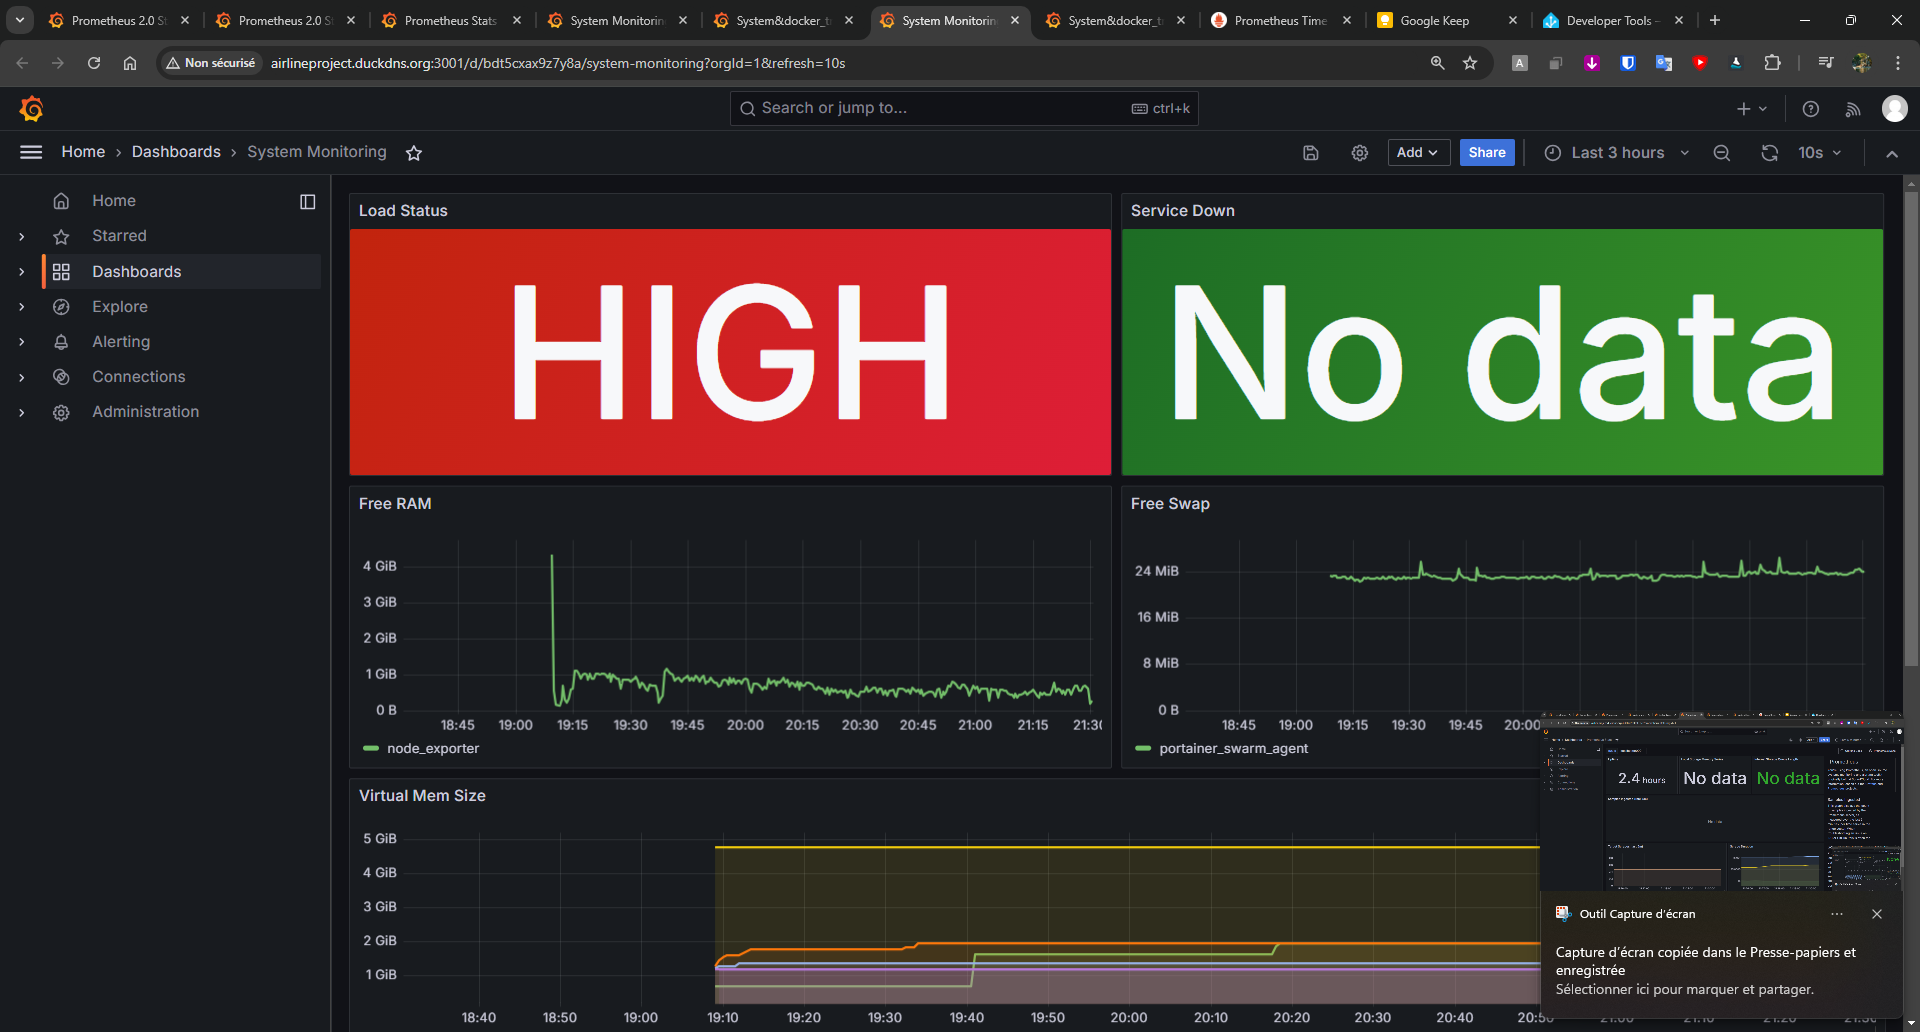 Prometheus 2.0 St
Prometheus 2.0 St
Prometheus Stats
System Monitorin
System&docker_t
System Monitorin
System&docker_t
Prometheus Time
Google Keep
Developer Tools –
Non sécurisé
airlineproject.duckdns.org:3001/d/bdt5cxax9z7y8a/system-monitoring?orgId=1&refresh=10s
Search or jump to...
ctrl+k
Home › Dashboards › System Monitoring
Add
Share
Last 3 hours
10s
Home
Starred
Dashboards
Explore
Alerting
Connections
Administration
Load Status
HIGH
Service Down
No data
Free RAM
4 GiB
3 GiB
2 GiB
1 GiB
0 B
18:45 19:00 19:15 19:30 19:45 20:00 20:15 20:30 20:45 21:00 21:15 21:30
node_exporter
Free Swap
24 MiB
16 MiB
8 MiB
0 B
18:45 19:00 19:15 19:30 19:45 20:00
portainer_swarm_agent
Virtual Mem Size
5 GiB
4 GiB
3 GiB
2 GiB
1 GiB
18:40 18:50 19:00 19:10 19:20 19:30 19:40 19:50 20:00 20:10 20:20 20:30 20:40 20:50 21:00 21:10 21:20 21:30
2.4 hours
No data
No data
Outil Capture d'écran
Capture d'écran copiée dans le Presse-papiers et
enregistrée
Sélectionner ici pour marquer et partager.